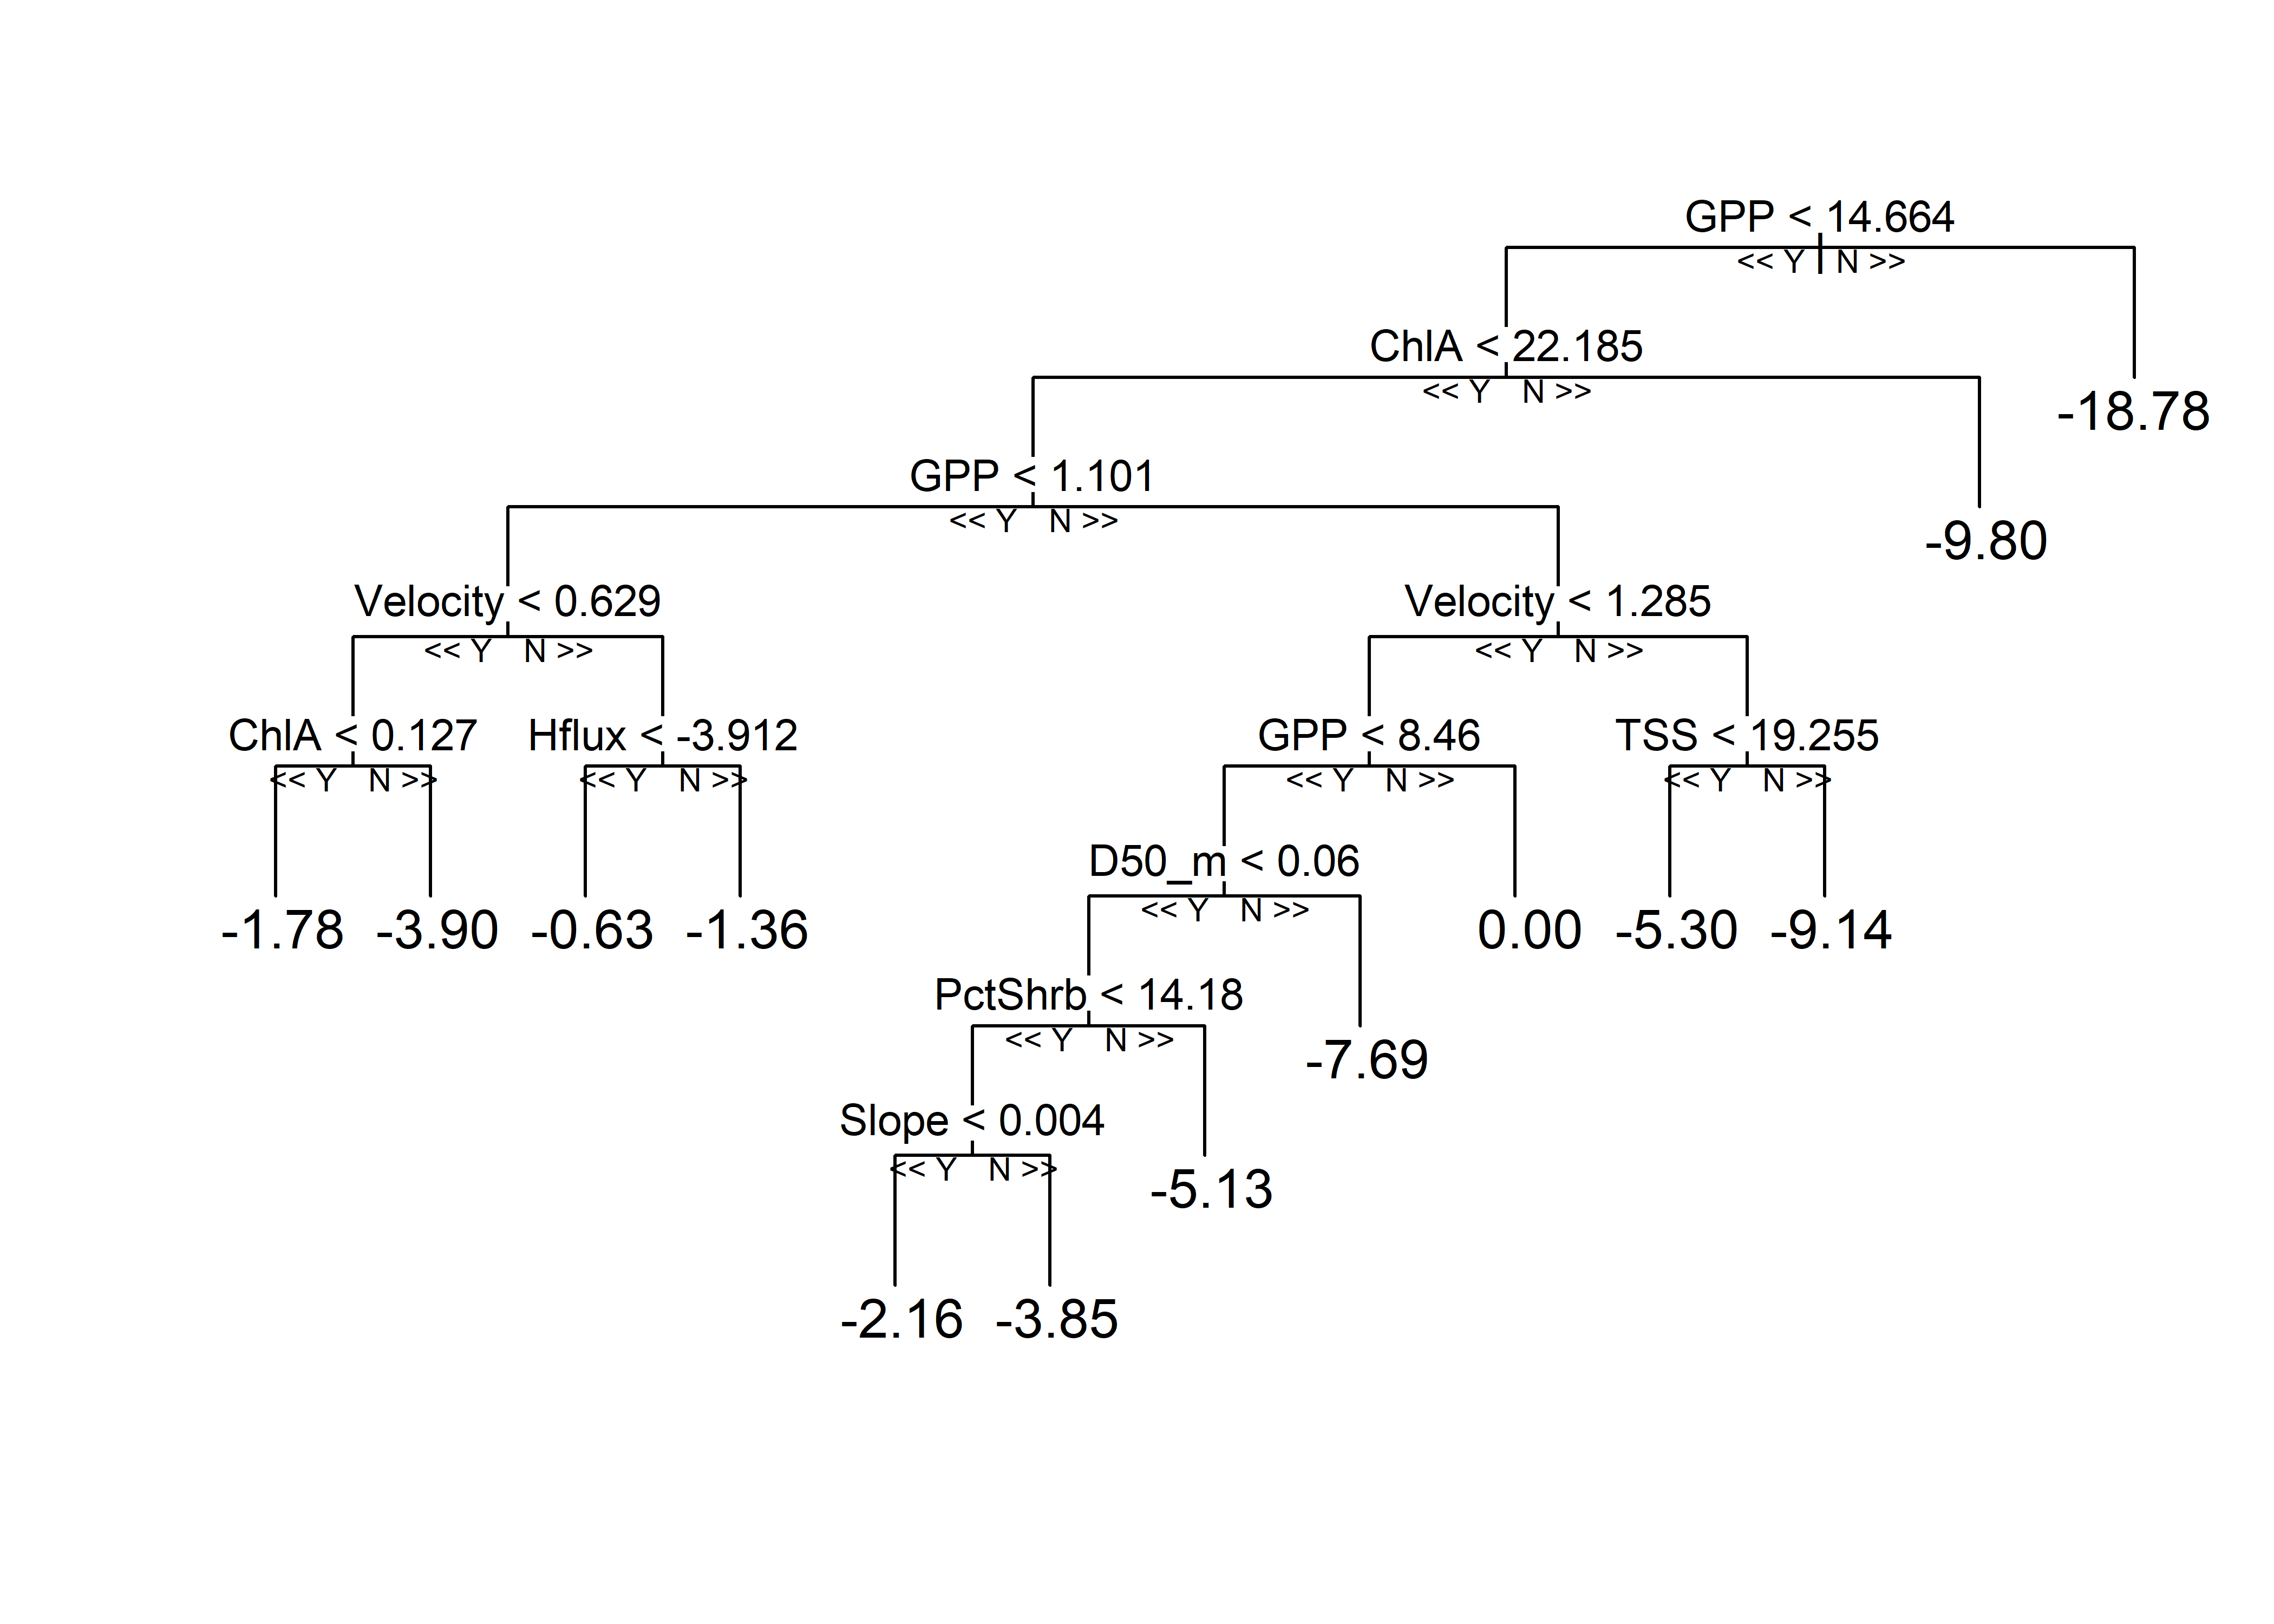 GPP < 14.664
<< Y N >>
ChlA < 22.185
<< Y N >>
-18.78
GPP < 1.101
<< Y N >>
-9.80
Velocity < 0.629
<< Y N >>
Velocity < 1.285
<< Y N >>
ChlA < 0.127
<< Y N >>
Hflux < -3.912
<< Y N >>
GPP < 8.46
<< Y N >>
TSS < 19.255
<< Y N >>
D50_m < 0.06
<< Y N >>
-1.78 -3.90 -0.63 -1.36 0.00 -5.30 -9.14
PctShrb < 14.18
<< Y N >>
-7.69
Slope < 0.004
<< Y N >>
-5.13
-2.16 -3.85